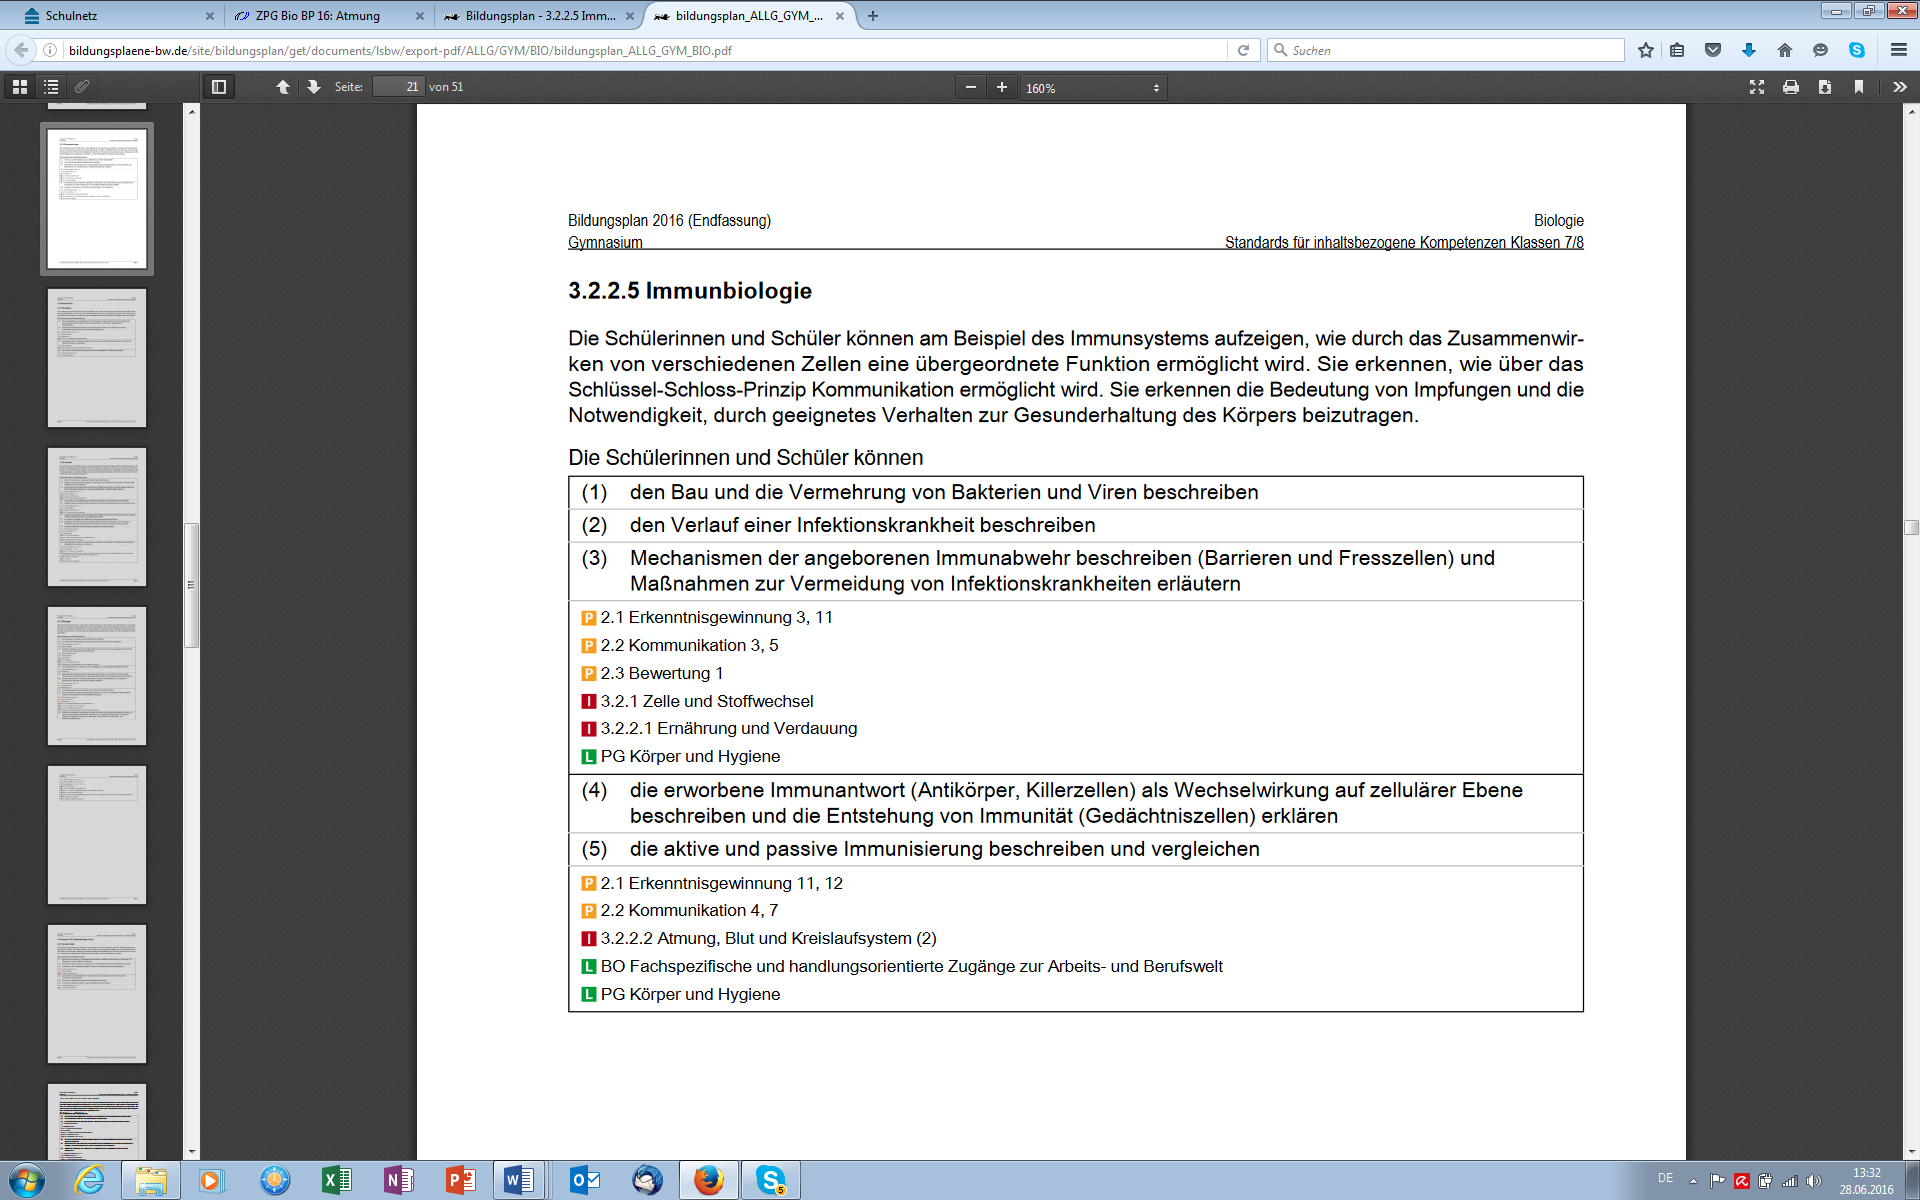 Schulnetz
ZPG Bio BP 16: Atmung
Bildungsplan - 3.2.2.5 Imm...
bildungsplan_ALLG_GYM_...
bildungsplaene-bw.de/site/bildungsplan/get/documents/lsbw/export-pdf/ALLG/GYM/BIO/bildungsplan_ALLG_GYM_BIO.pdf
Suchen
Seite: 21 von 51
160%
Bildungsplan 2016 (Endfassung) Biologie
Gymnasium Standards für inhaltsbezogene Kompetenzen Klassen 7/8
3.2.2.5 Immunbiologie
Die Schülerinnen und Schüler können am Beispiel des Immunsystems aufzeigen, wie durch das Zusammenwir-
ken von verschiedenen Zellen eine übergeordnete Funktion ermöglicht wird. Sie erkennen, wie über das
Schlüssel-Schloss-Prinzip Kommunikation ermöglicht wird. Sie erkennen die Bedeutung von Impfungen und die
Notwendigkeit, durch geeignetes Verhalten zur Gesunderhaltung des Körpers beizutragen.
Die Schülerinnen und Schüler können
(1) den Bau und die Vermehrung von Bakterien und Viren beschreiben
(2) den Verlauf einer Infektionskrankheit beschreiben
(3) Mechanismen der angeborenen Immunabwehr beschreiben (Barrieren und Fresszellen) und
Maßnahmen zur Vermeidung von Infektionskrankheiten erläutern
P 2.1 Erkenntnisgewinnung 3, 11
P 2.2 Kommunikation 3, 5
P 2.3 Bewertung 1
I 3.2.1 Zelle und Stoffwechsel
I 3.2.2.1 Ernährung und Verdauung
L PG Körper und Hygiene
(4) die erworbene Immunantwort (Antikörper, Killerzellen) als Wechselwirkung auf zellulärer Ebene
beschreiben und die Entstehung von Immunität (Gedächtniszellen) erklären
(5) die aktive und passive Immunisierung beschreiben und vergleichen
P 2.1 Erkenntnisgewinnung 11, 12
P 2.2 Kommunikation 4, 7
I 3.2.2.2 Atmung, Blut und Kreislaufsystem (2)
L BO Fachspezifische und handlungsorientierte Zugänge zur Arbeits- und Berufswelt
L PG Körper und Hygiene
DE
13:32
28.06.2016